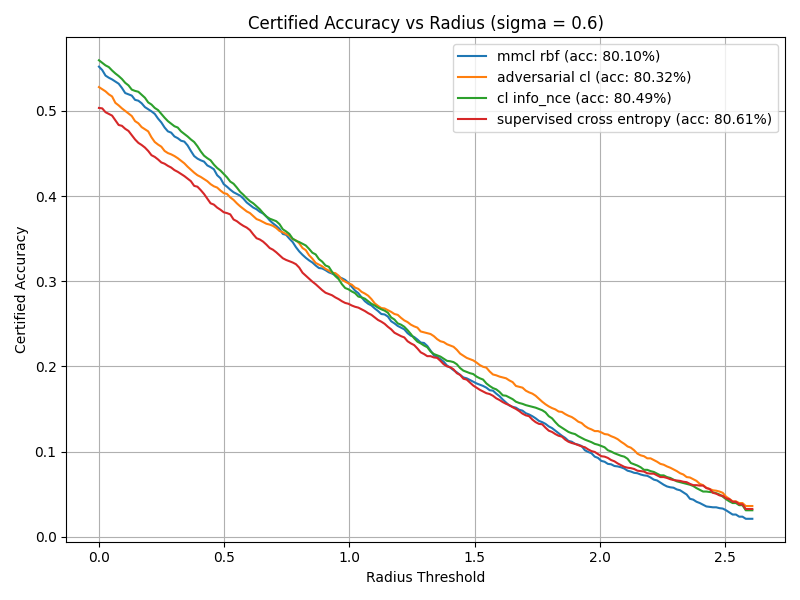 Certified Accuracy vs Radius (sigma = 0.6)
mmcl rbf (acc: 80.10%)
adversarial cl (acc: 80.32%)
cl info_nce (acc: 80.49%)
supervised cross entropy (acc: 80.61%)
Certified Accuracy
0.5
0.4
0.3
0.2
0.1
0.0
0.0 0.5 1.0 1.5 2.0 2.5
Radius Threshold